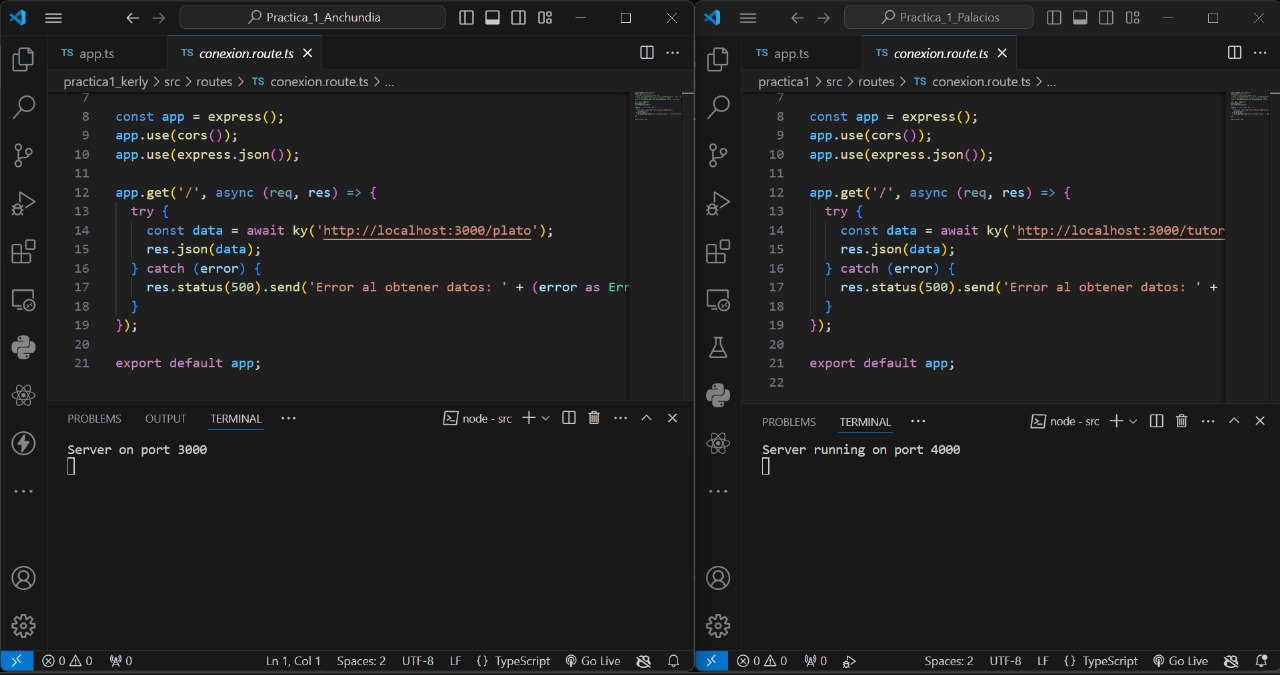 Practica_1_Anchundia
TS app.ts
TS conexion.route.ts
practica1_kerly > src > routes > TS conexion.route.ts > ...
7
8 const app = express();
9 app.use(cors());
10 app.use(express.json());
11
12 app.get('/', async (req, res) => {
13 try {
14 const data = await ky('http://localhost:3000/plato');
15 res.json(data);
16 } catch (error) {
17 res.status(500).send('Error al obtener datos: ' + (error as Err
18 }
19 });
20
21 export default app;
PROBLEMS OUTPUT TERMINAL ... node - src
Server on port 3000
0 0 0 Ln 1, Col 1 Spaces: 2 UTF-8 LF {} TypeScript Go Live
Practica_1_Palacios
TS app.ts
TS conexion.route.ts
practica1 > src > routes > TS conexion.route.ts > ...
7
8 const app = express();
9 app.use(cors());
10 app.use(express.json());
11
12 app.get('/', async (req, res) => {
13 try {
14 const data = await ky('http://localhost:3000/tutor
15 res.json(data);
16 } catch (error) {
17 res.status(500).send('Error al obtener datos: ' +
18 }
19 });
20
21 export default app;
22
PROBLEMS TERMINAL ... node - src
Server running on port 4000
0 0 0 Spaces: 2 UTF-8 LF {} TypeScript Go Live